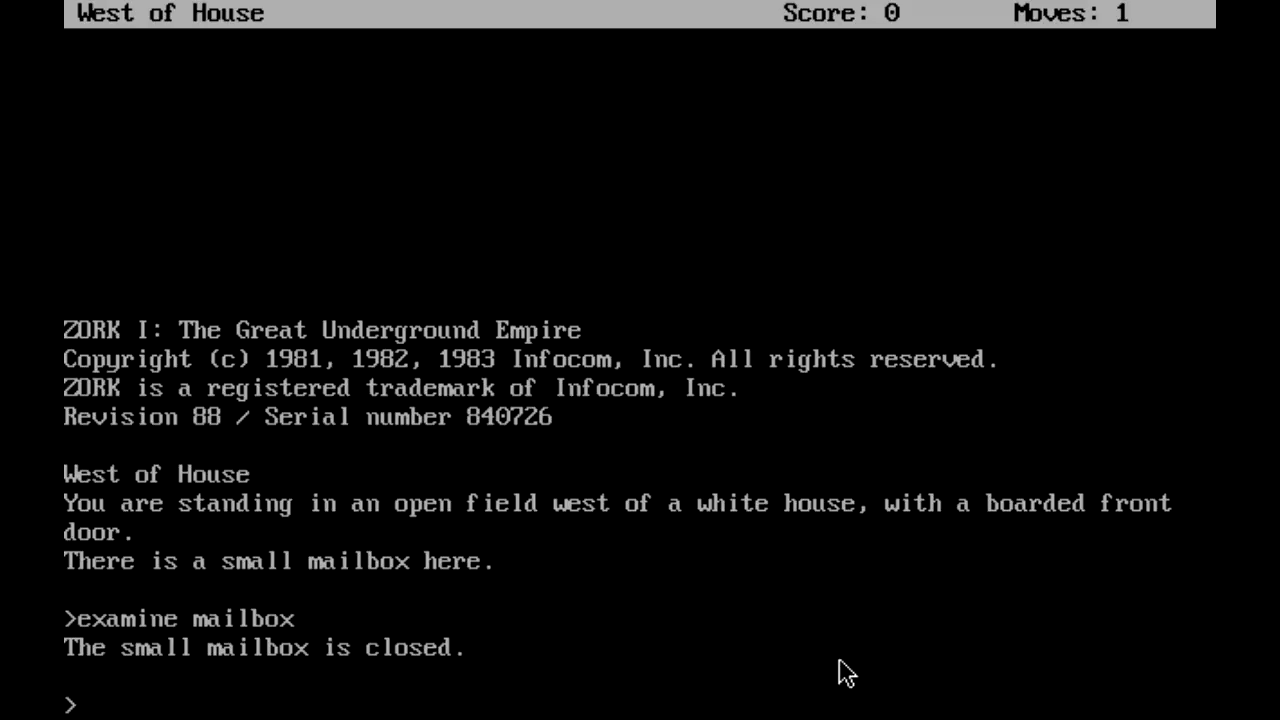 West of House Score: 0 Moves: 1
ZORK I: The Great Underground Empire
Copyright (c) 1981, 1982, 1983 Infocom, Inc. All rights reserved.
ZORK is a registered trademark of Infocom, Inc.
Revision 88 / Serial number 840726
West of House
You are standing in an open field west of a white house, with a boarded front
door.
There is a small mailbox here.
>examine mailbox
The small mailbox is closed.
>